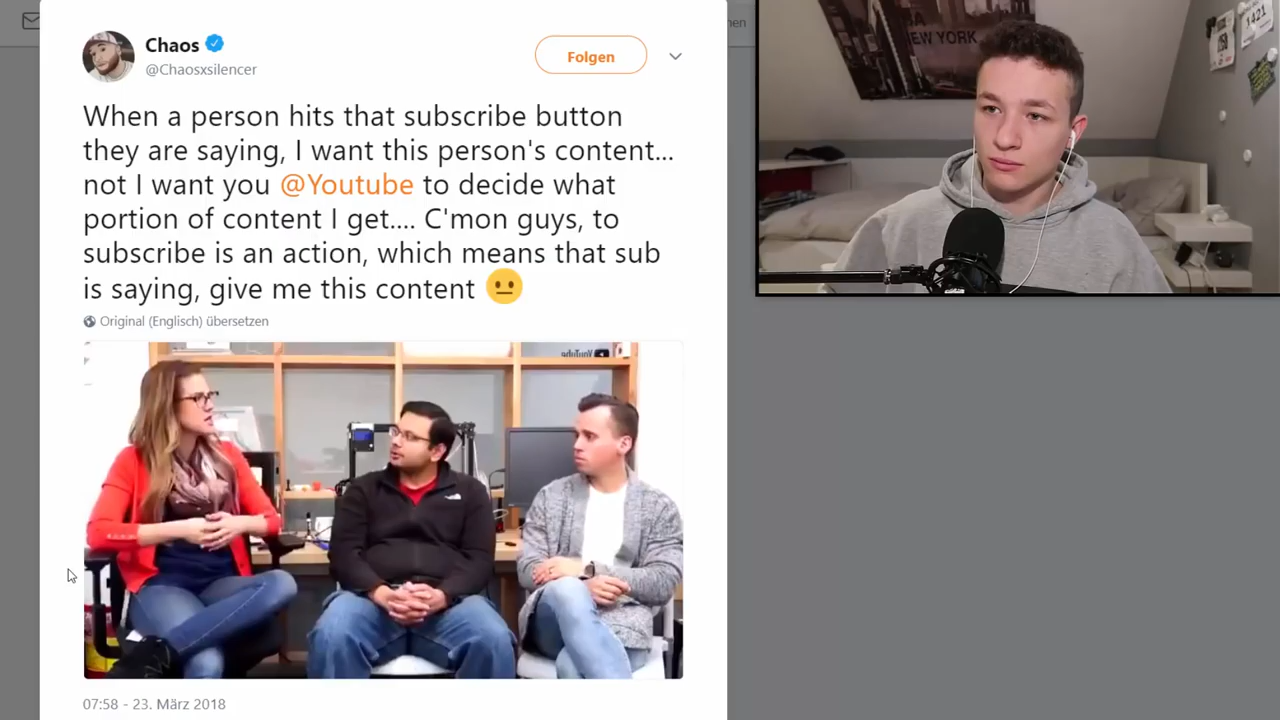 Chaos
@Chaosxsilencer
Folgen
When a person hits that subscribe button
they are saying, I want this person's content...
not I want you @Youtube to decide what
portion of content I get.... C'mon guys, to
subscribe is an action, which means that sub
is saying, give me this content 😐
Original (Englisch) übersetzen
YouTube
07:58 - 23. März 2018
NEW YORK
1421